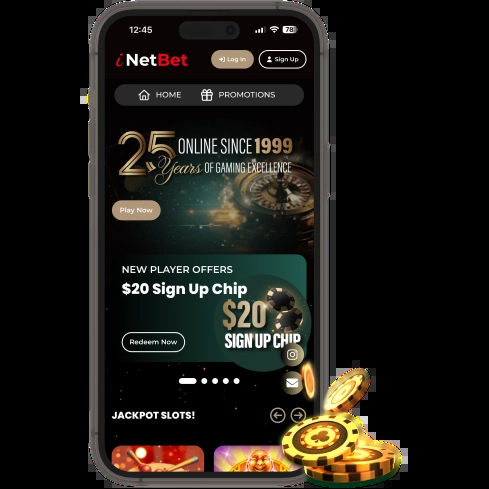 12:45
78
iNetBet
Log In
Sign Up
HOME
PROMOTIONS
25 Years
ONLINE SINCE 1999
OF GAMING EXCELLENCE
Play Now
NEW PLAYER OFFERS
$20 Sign Up Chip
$20
SIGN UP CHIP
Redeem Now
JACKPOT SLOTS!